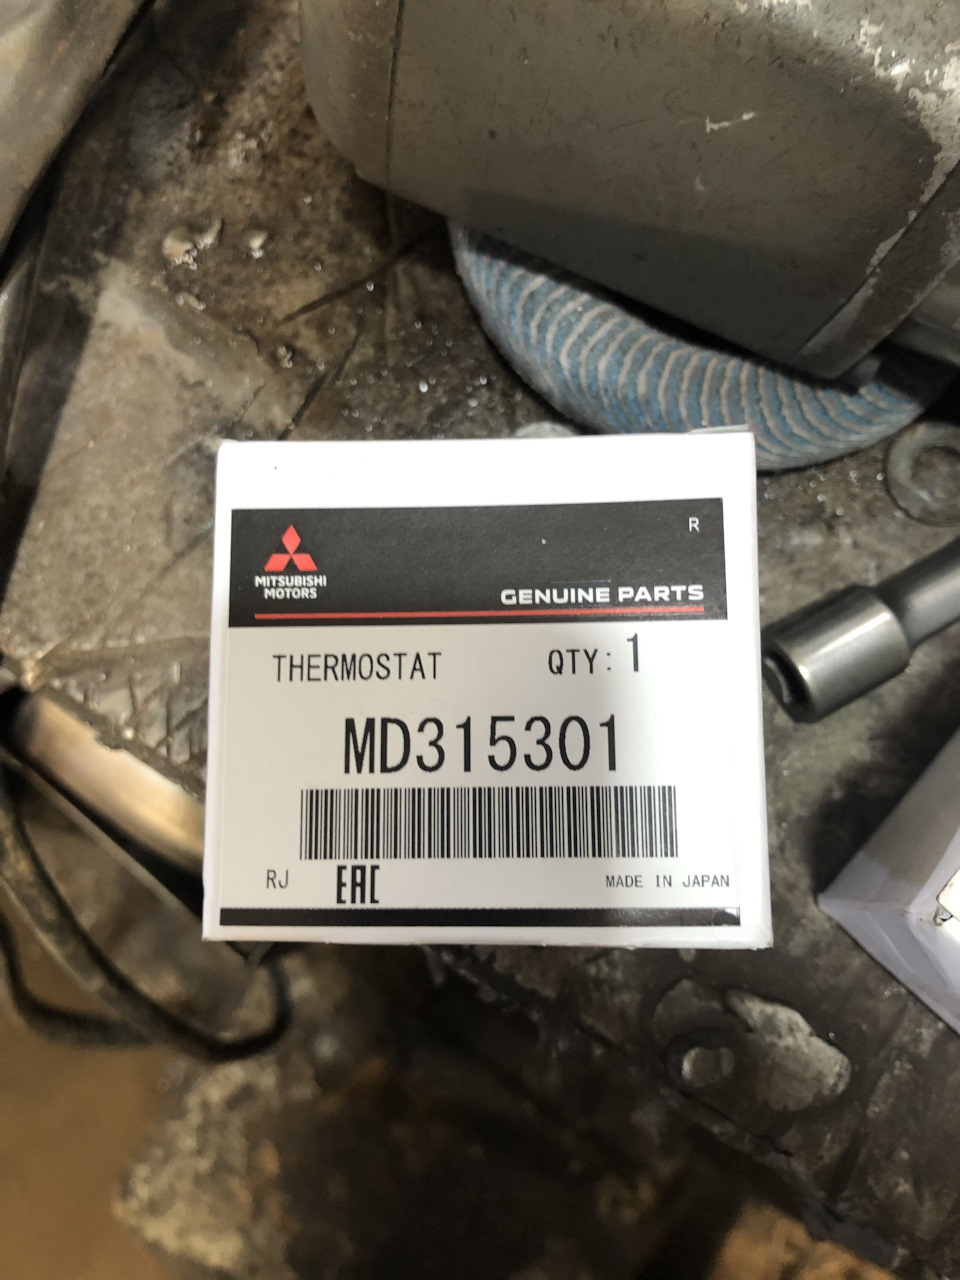 R
MITSUBISHI
MOTORS
GENUINE PARTS
THERMOSTAT QTY: 1
MD315301
RJ EAC MADE IN JAPAN